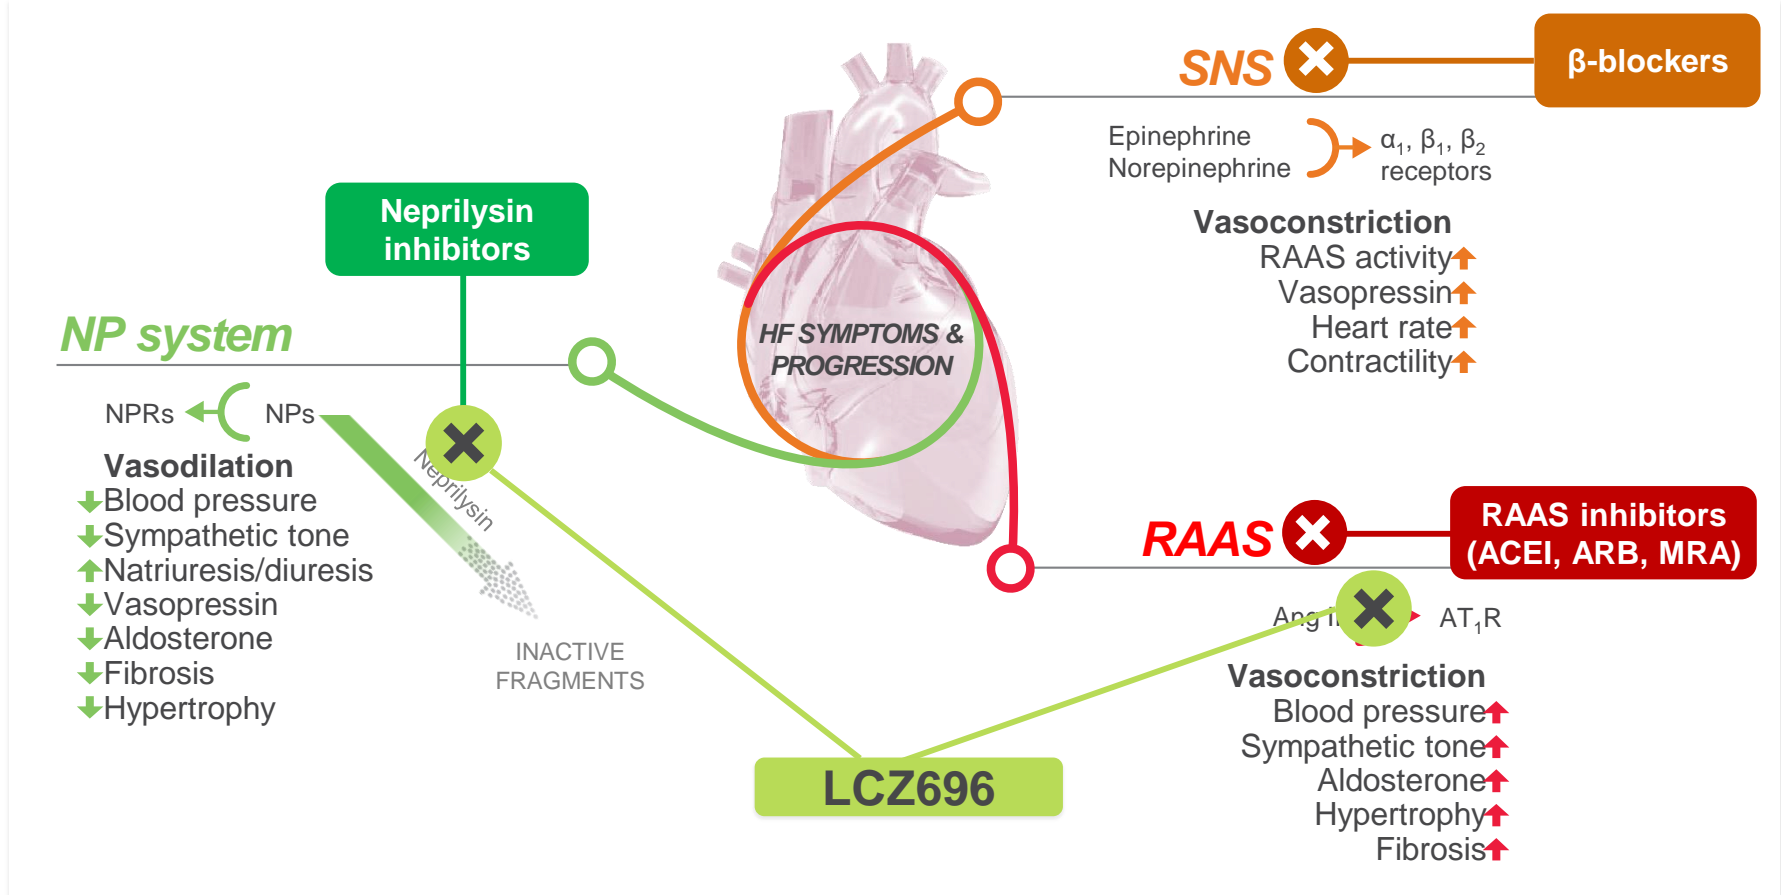 SNS
β-blockers
Epinephrine
Norepinephrine
α₁, β₁, β₂
receptors
Vasoconstriction
RAAS activity
Vasopressin
Heart rate
Contractility
Neprilysin
inhibitors
NP system
HF SYMPTOMS &
PROGRESSION
NPRs
NPs
Neprilysin
Vasodilation
Blood pressure
Sympathetic tone
Natriuresis/diuresis
Vasopressin
Aldosterone
Fibrosis
Hypertrophy
INACTIVE
FRAGMENTS
RAAS
RAAS inhibitors
(ACEI, ARB, MRA)
Ang II
AT₁R
Vasoconstriction
Blood pressure
Sympathetic tone
Aldosterone
Hypertrophy
Fibrosis
LCZ696